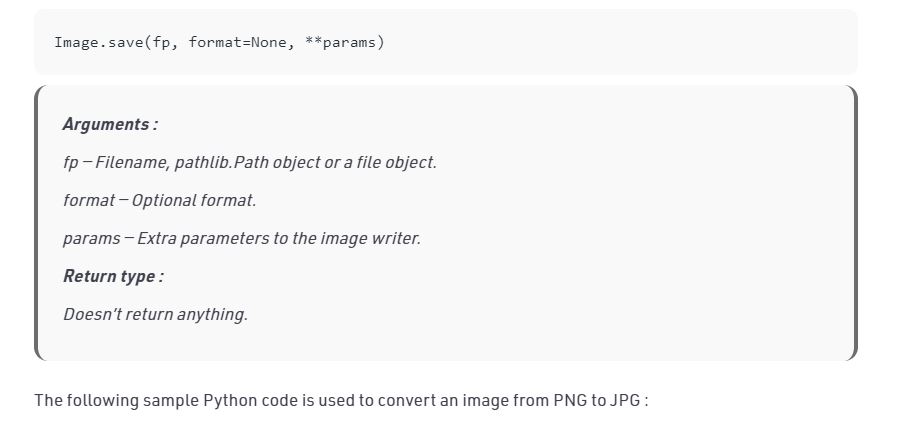 Image.save(fp, format=None, **params)
Arguments :
fp – Filename, pathlib.Path object or a file object.
format – Optional format.
params – Extra parameters to the image writer.
Return type :
Doesn't return anything.
The following sample Python code is used to convert an image from PNG to JPG :